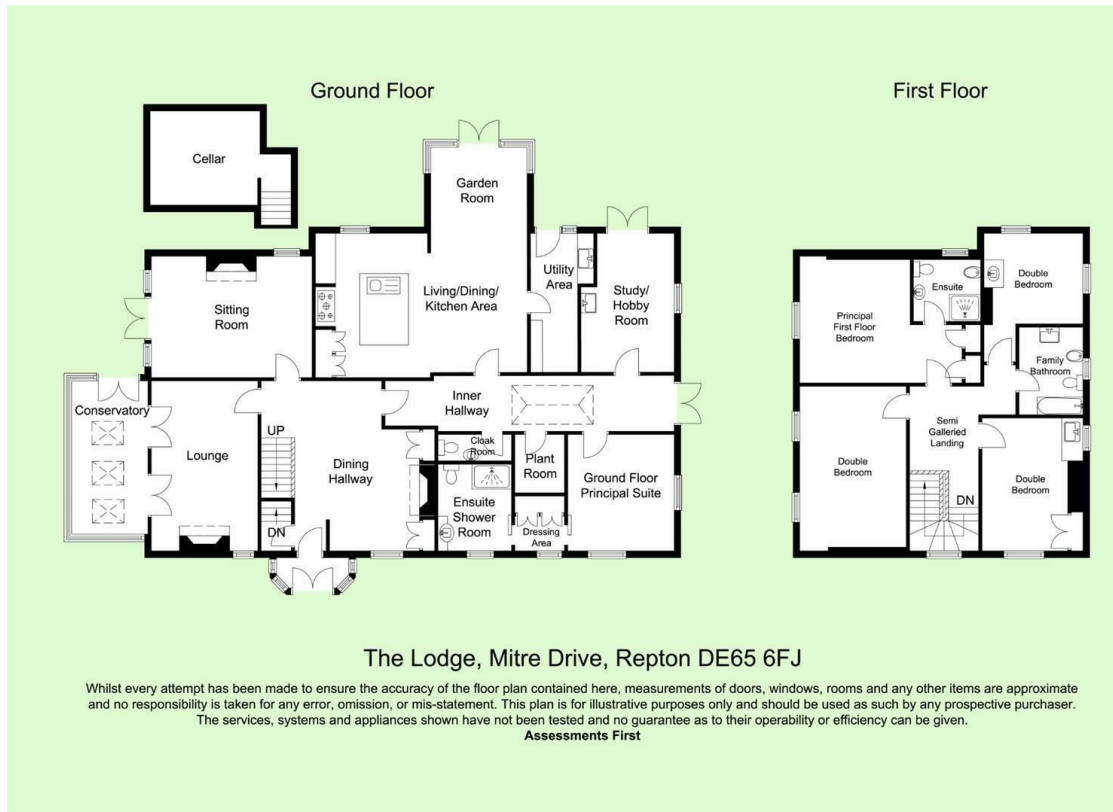 Ground Floor
First Floor
Cellar
Garden
Room
Sitting
Room
Living/Dining/
Kitchen Area
Utility
Area
Study/
Hobby
Room
Conservatory
Lounge
UP
DN
Dining
Hallway
Inner
Hallway
Cloak
Room
Plant
Room
Ensuite
Shower
Room
Dressing
Area
Ground Floor
Principal Suite
Principal
First Floor
Bedroom
Ensuite
Double
Bedroom
Family
Bathroom
Semi
Galleried
Landing
Double
Bedroom
DN
Double
Bedroom
The Lodge, Mitre Drive, Repton DE65 6FJ
Whilst every attempt has been made to ensure the accuracy of the floor plan contained here, measurements of doors, windows, rooms and any other items are approximate
and no responsibility is taken for any error, omission, or mis-statement. This plan is for illustrative purposes only and should be used as such by any prospective purchaser.
The services, systems and appliances shown have not been tested and no guarantee as to their operability or efficiency can be given.
Assessments First